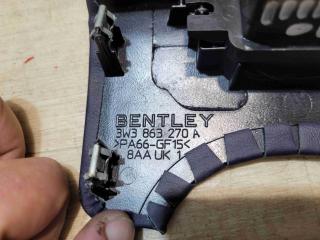 BENTLEY
3W3 863 270 A
>PA66-GF15<
8AA UK 1